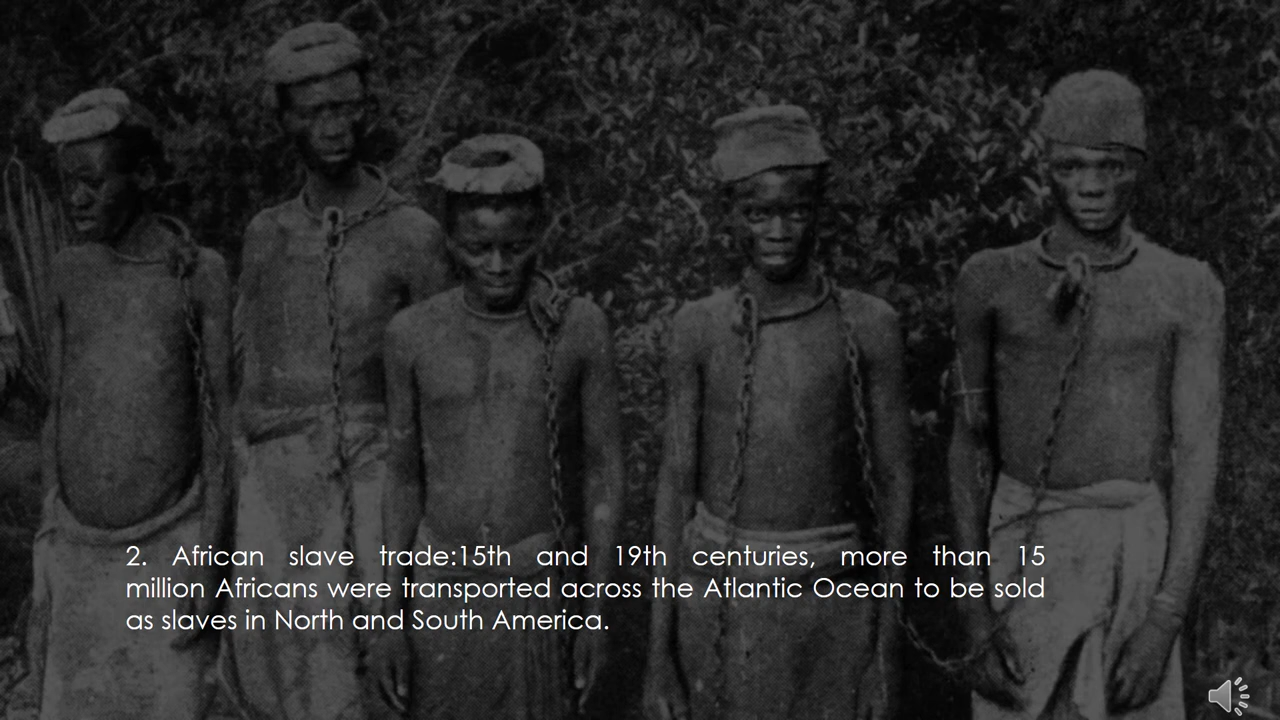 2. African slave trade:15th and 19th centuries, more than 15
million Africans were transported across the Atlantic Ocean to be sold
as slaves in North and South America.